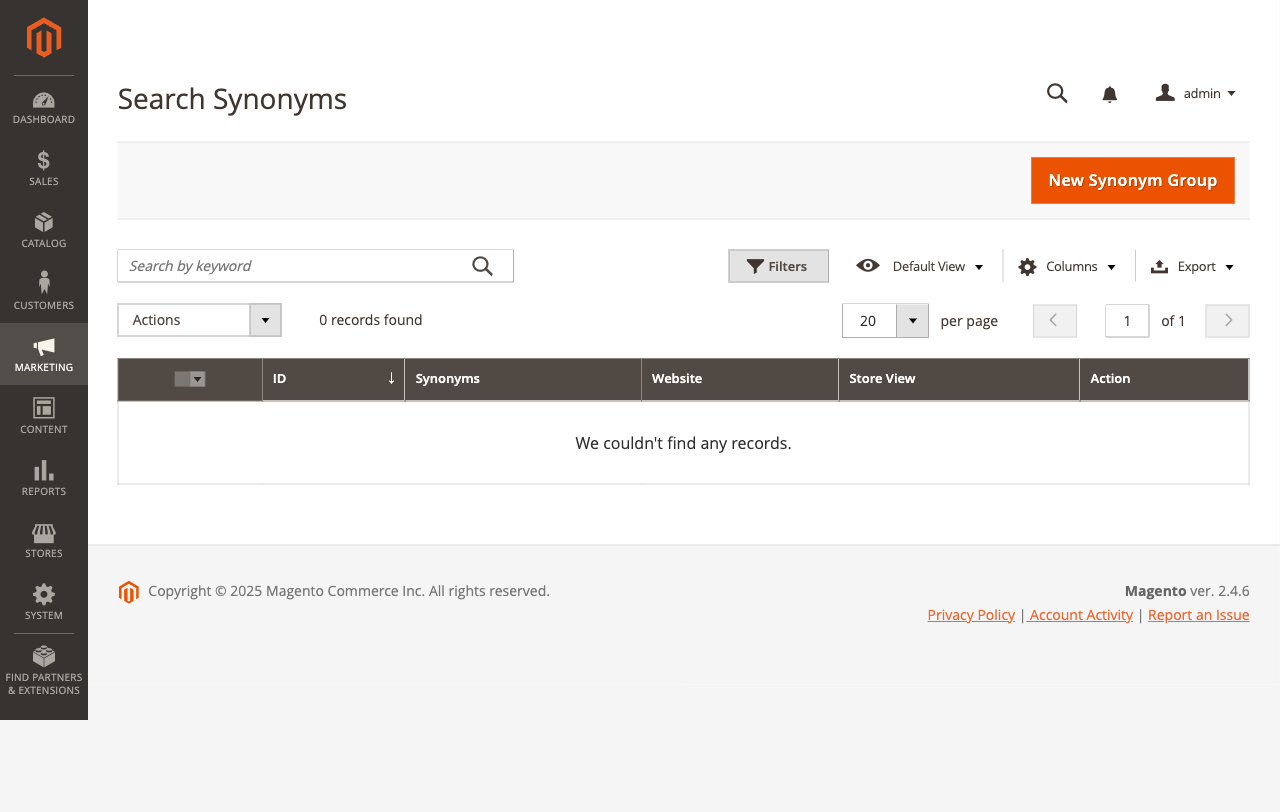 Search Synonyms
admin
New Synonym Group
DASHBOARD
SALES
CATALOG
CUSTOMERS
MARKETING
CONTENT
REPORTS
STORES
SYSTEM
FIND PARTNERS
& EXTENSIONS
Search by keyword
Filters
Default View
Columns
Export
Actions
0 records found
20
per page
1
of 1
ID ↓ Synonyms Website Store View Action
We couldn't find any records.
Copyright © 2025 Magento Commerce Inc. All rights reserved.
Magento ver. 2.4.6
Privacy Policy | Account Activity | Report an Issue